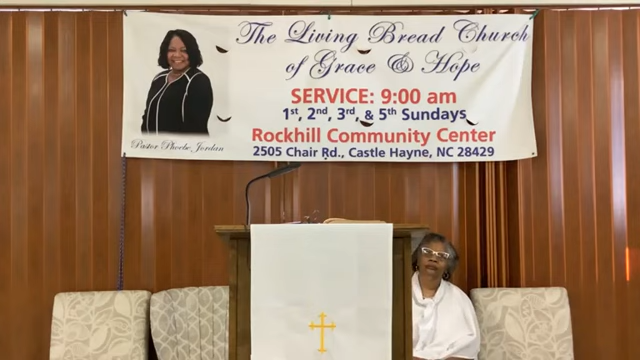 The Living Bread Church
of Grace & Hope
SERVICE: 9:00 am
1st, 2nd, 3rd, & 5th Sundays
Rockhill Community Center
2505 Chair Rd., Castle Hayne, NC 28429
Pastor Phoebe Jordan